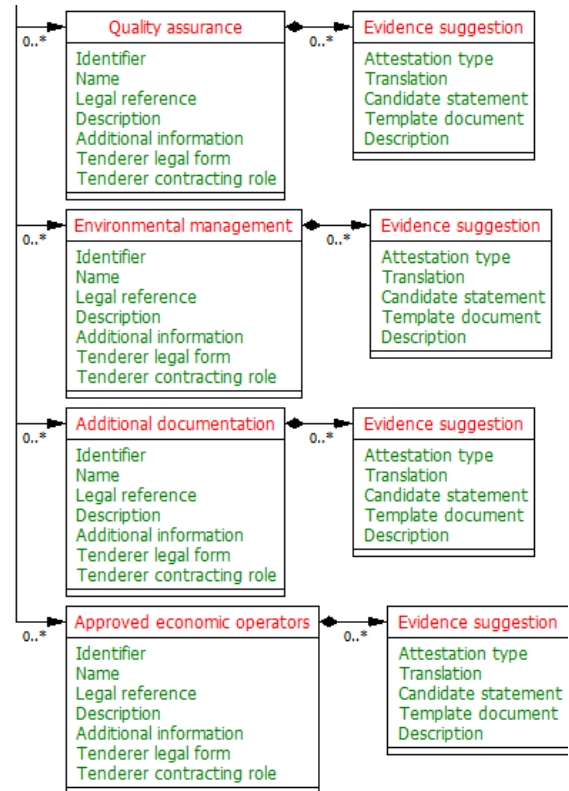 Quality assurance
0..*
Identifier
Name
Legal reference
Description
Additional information
Tenderer legal form
Tenderer contracting role
Evidence suggestion
0..*
Attestation type
Translation
Candidate statement
Template document
Description
Environmental management
0..*
Identifier
Name
Legal reference
Description
Additional information
Tenderer legal form
Tenderer contracting role
Evidence suggestion
0..*
Attestation type
Translation
Candidate statement
Template document
Description
Additional documentation
0..*
Identifier
Name
Legal reference
Description
Additional information
Tenderer legal form
Tenderer contracting role
Evidence suggestion
0..*
Attestation type
Translation
Candidate statement
Template document
Description
Approved economic operators
0..*
Identifier
Name
Legal reference
Description
Additional information
Tenderer legal form
Tenderer contracting role
Evidence suggestion
0..*
Attestation type
Translation
Candidate statement
Template document
Description